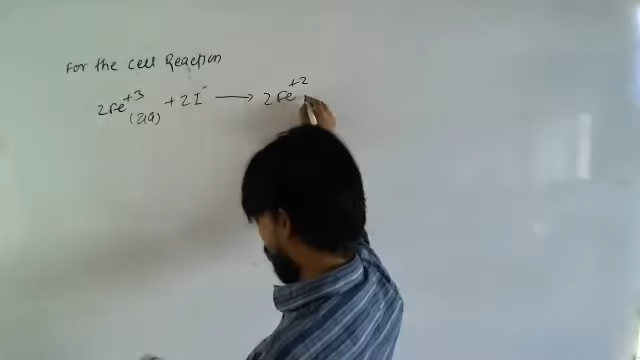 For the Cell Reaction
2Fe⁺³(aq) + 2I⁻ → 2Fe⁺²